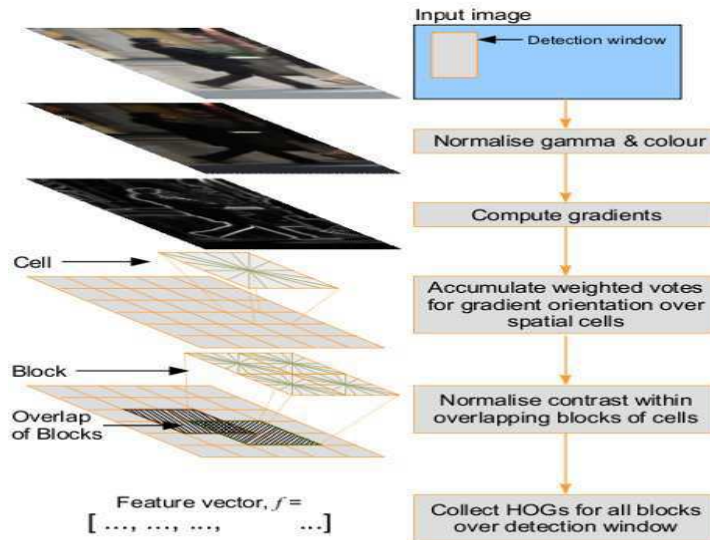 Input image
Detection window
Normalise gamma & colour
Compute gradients
Cell
Accumulate weighted votes
for gradient orientation over
spatial cells
Block
Normalise contrast within
overlapping blocks of cells
Overlap
of Blocks
Feature vector, f =
[ ..., ..., ..., ...]
Collect HOGs for all blocks
over detection window